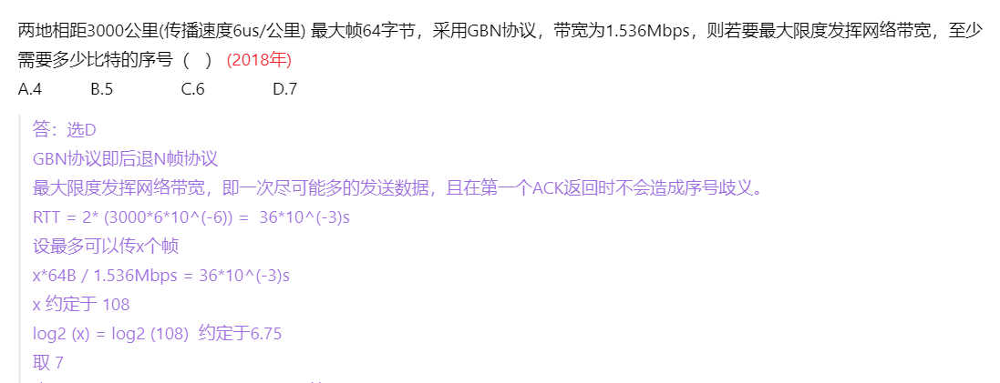 两地相距3000公里(传播速度6us/公里) 最大帧64字节，采用GBN协议，带宽为1.536Mbps，则若要最大限度发挥网络带宽，至少
需要多少比特的序号（　） (2018年)
A.4 B.5 C.6 D.7
答：选D
GBN协议即后退N帧协议
最大限度发挥网络带宽，即一次尽可能多的发送数据，且在第一个ACK返回时不会造成序号歧义。
RTT = 2* (3000*6*10^(-6)) = 36*10^(-3)s
设最多可以传x个帧
x*64B / 1.536Mbps = 36*10^(-3)s
x 约定于 108
log2 (x) = log2 (108) 约定于6.75
取 7